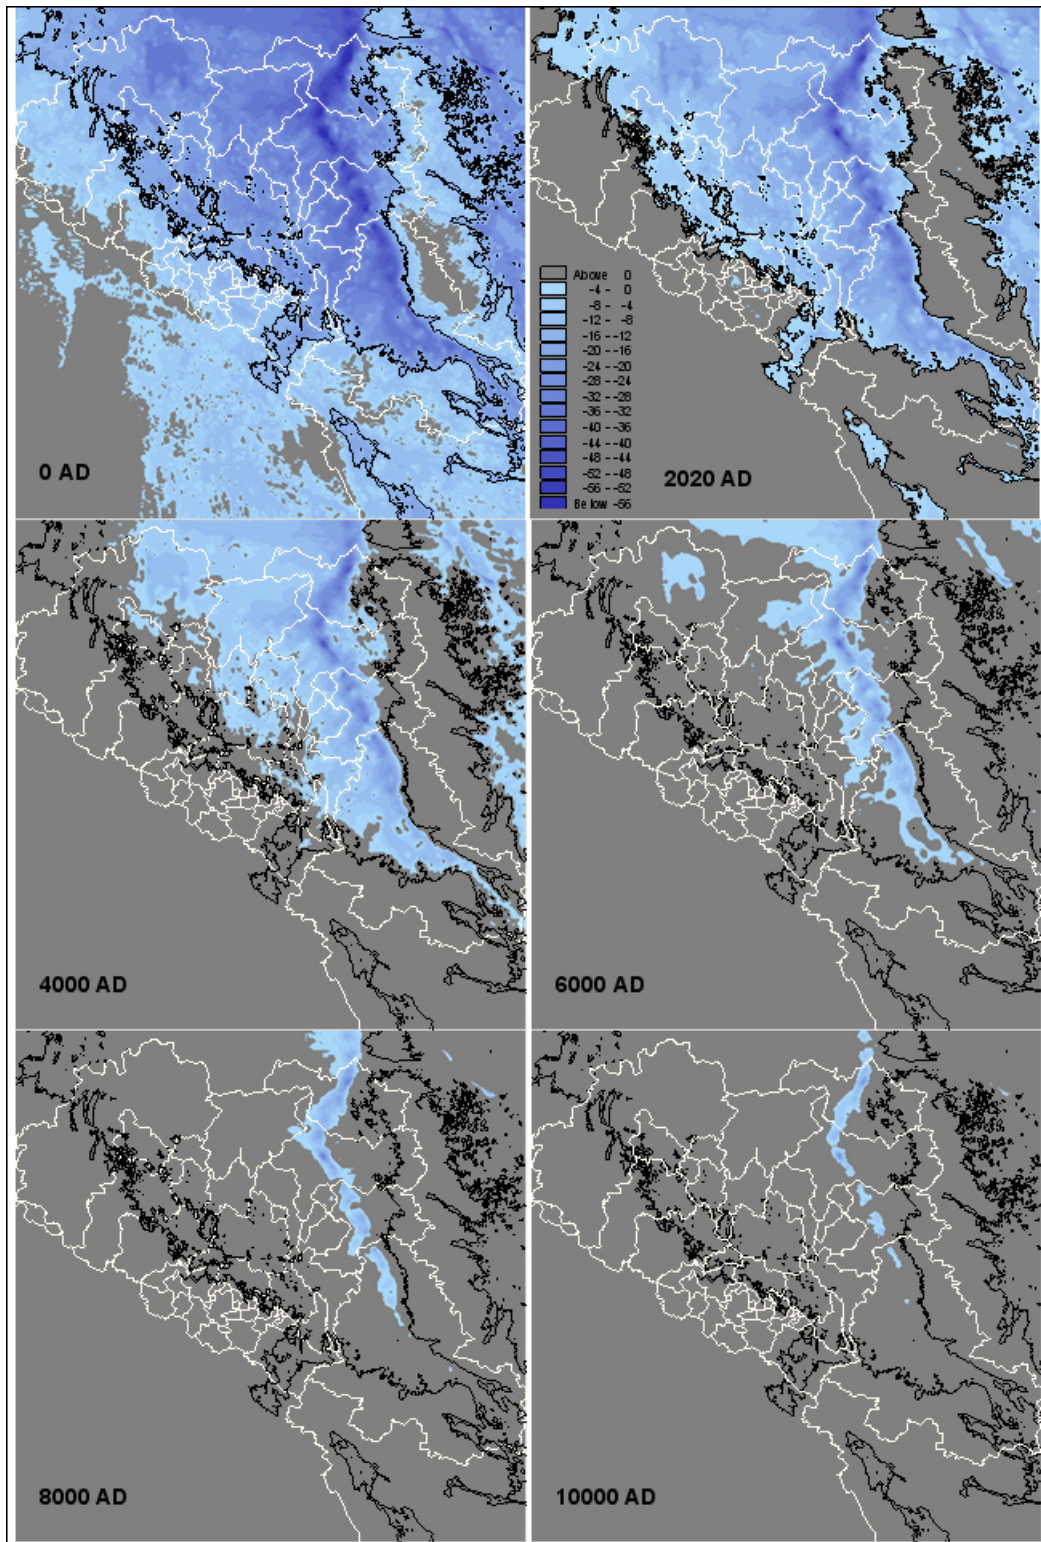 0 AD
Above 0
-4 - 0
-8 - -4
-12 - -8
-16 - -12
-20 - -16
-24 - -20
-28 - -24
-32 - -28
-36 - -32
-40 - -36
-44 - -40
-48 - -44
-52 - -48
-56 - -52
Below -56
2020 AD
4000 AD
6000 AD
8000 AD
10000 AD